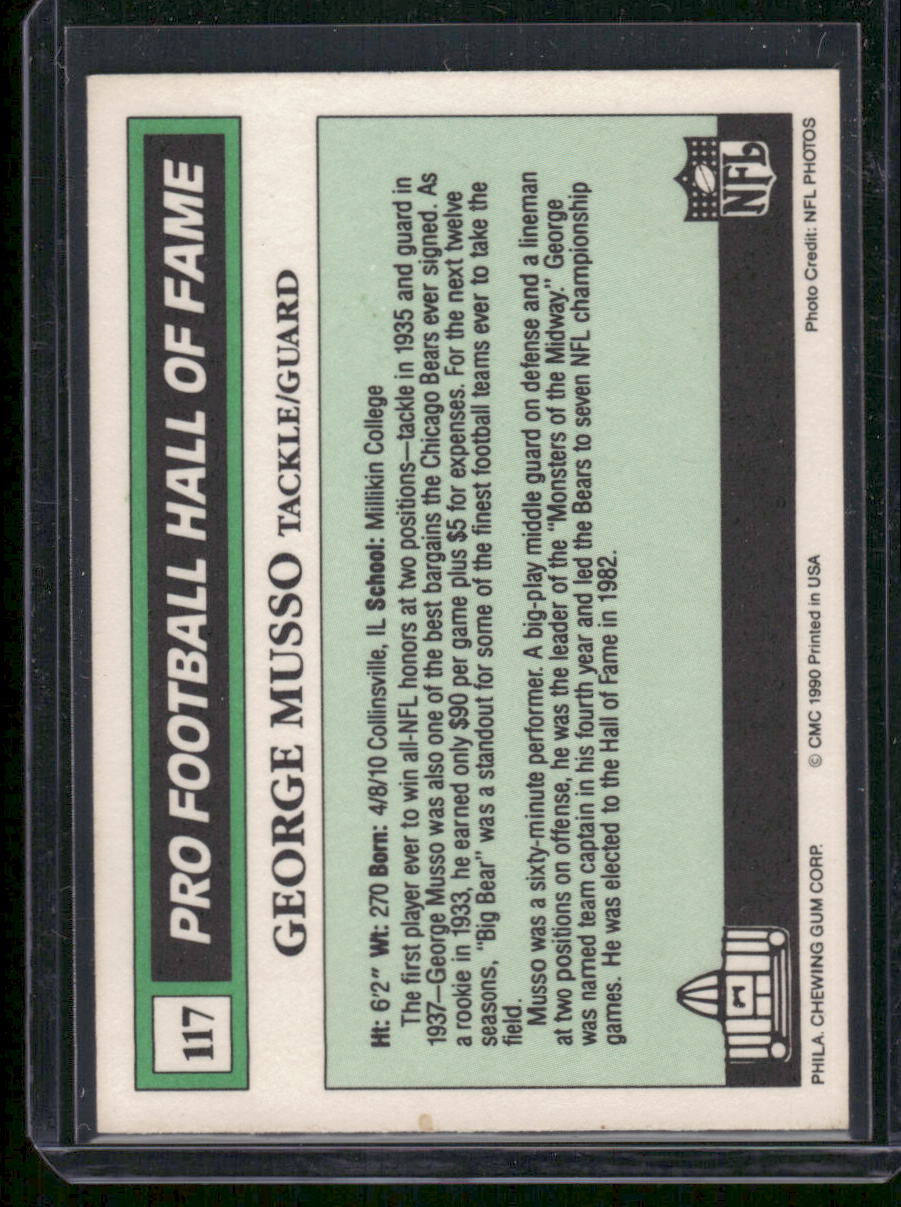 117 PRO FOOTBALL HALL OF FAME
GEORGE MUSSO TACKLE/GUARD
Ht: 6'2" Wt: 270 Born: 4/8/10 Collinsville, IL School: Millikin College
The first player ever to win all-NFL honors at two positions—tackle in 1935 and guard in
1937—George Musso was also one of the best bargains the Chicago Bears ever signed. As
a rookie in 1933, he earned only $90 per game plus $5 for expenses. For the next twelve
seasons, "Big Bear" was a standout for some of the finest football teams ever to take the
field.
Musso was a sixty-minute performer. A big-play middle guard on defense and a lineman
at two positions on offense, he was the leader of the "Monsters of the Midway." George
was named team captain in his fourth year and led the Bears to seven NFL championship
games. He was elected to the Hall of Fame in 1982.
NFL
PHILA. CHEWING GUM CORP. © CMC 1990 Printed in USA Photo Credit: NFL PHOTOS